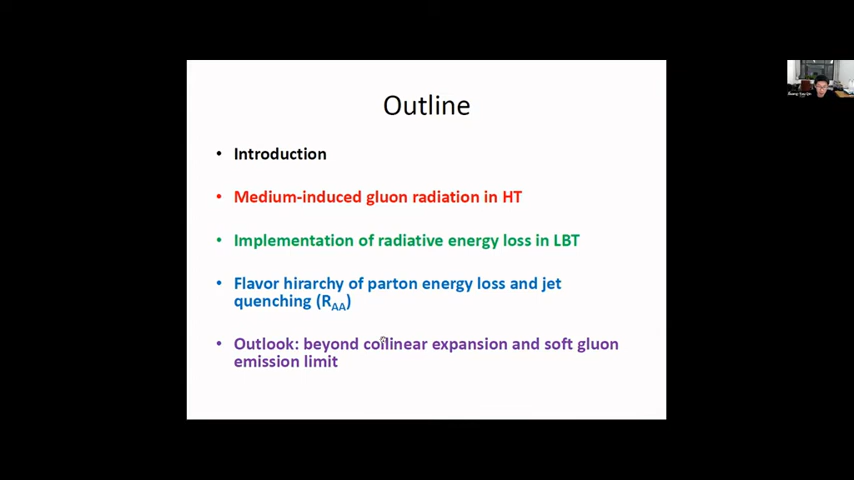 Outline
• Introduction
• Medium-induced gluon radiation in HT
• Implementation of radiative energy loss in LBT
• Flavor hirarchy of parton energy loss and jet
quenching (RAA)
• Outlook: beyond collinear expansion and soft gluon
emission limit